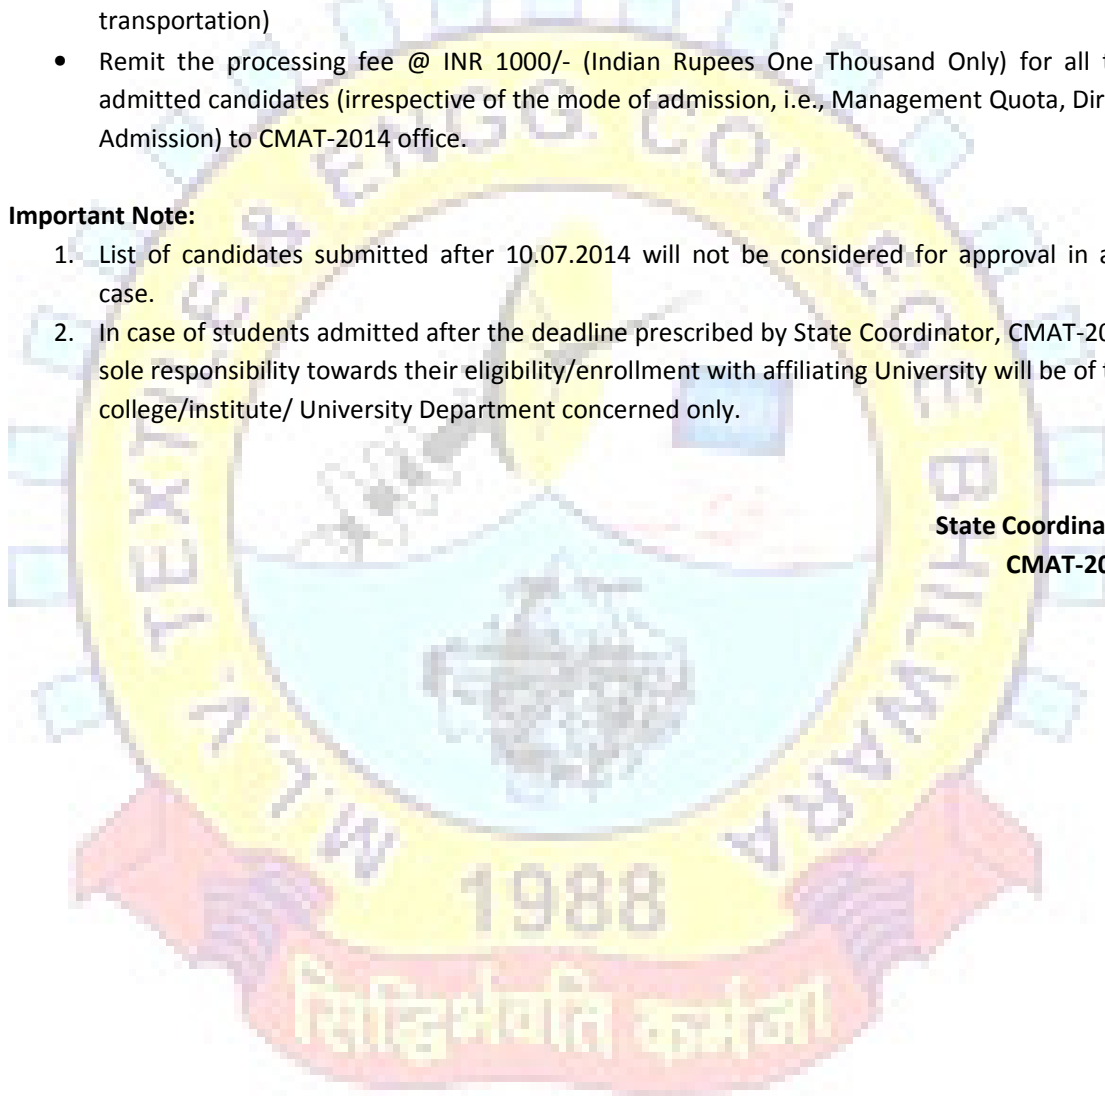 transportation)
• Remit the processing fee @ INR 1000/- (Indian Rupees One Thousand Only) for all t
admitted candidates (irrespective of the mode of admission, i.e., Management Quota, Dir
Admission) to CMAT-2014 office.
Important Note:
1. List of candidates submitted after 10.07.2014 will not be considered for approval in a
case.
2. In case of students admitted after the deadline prescribed by State Coordinator, CMAT-20
sole responsibility towards their eligibility/enrollment with affiliating University will be of t
college/institute/ University Department concerned only.
State Coordina
CMAT-20
M.L.V. TEXTILE & ENGG COLLEGE BHILWARA
1988